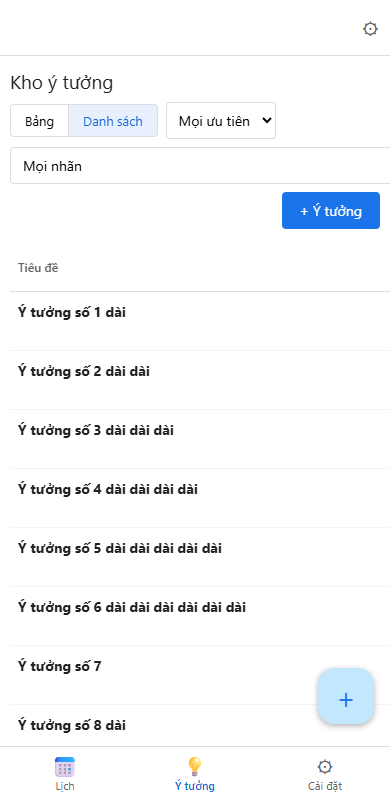 Kho ý tưởng
Bảng Danh sách Mọi ưu tiên
Mọi nhãn
+ Ý tưởng
Tiêu đề
Ý tưởng số 1 dài
Ý tưởng số 2 dài dài
Ý tưởng số 3 dài dài dài
Ý tưởng số 4 dài dài dài dài
Ý tưởng số 5 dài dài dài dài dài
Ý tưởng số 6 dài dài dài dài dài dài
Ý tưởng số 7
Ý tưởng số 8 dài
+
Lịch Ý tưởng Cài đặt